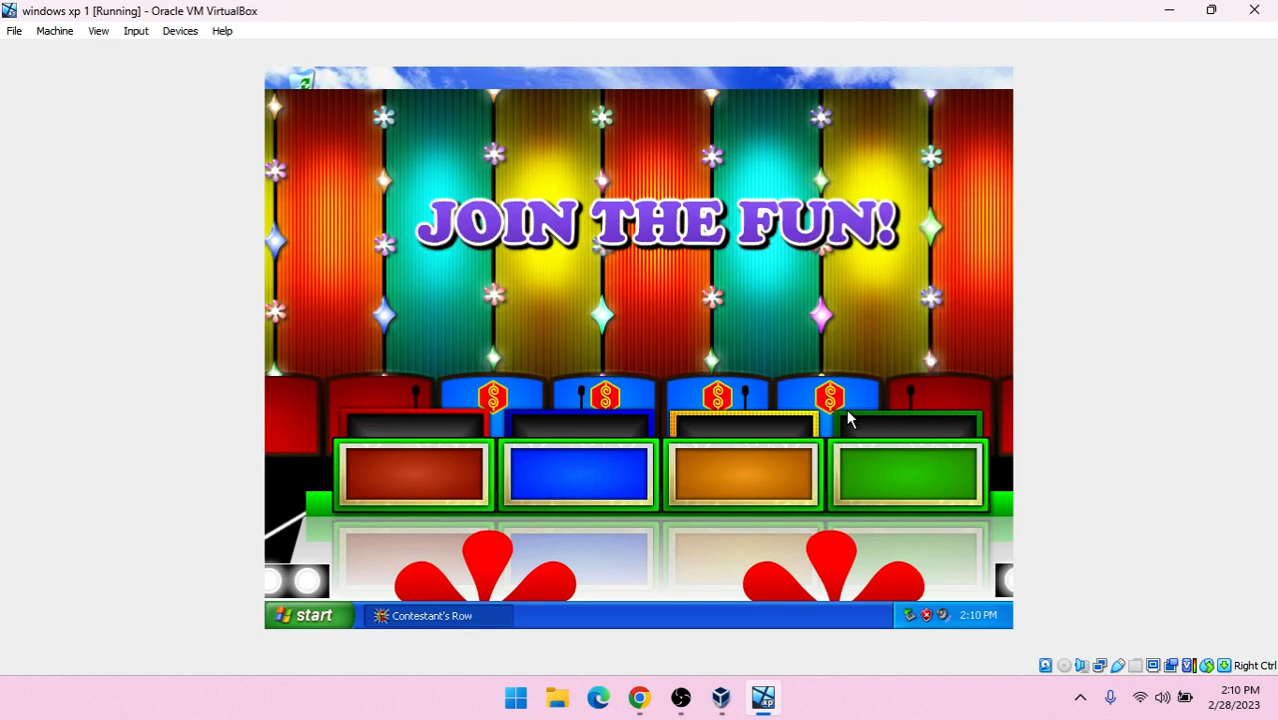 windows xp 1 [Running] - Oracle VM VirtualBox
File Machine View Input Devices Help
JOIN THE FUN!
start
Contestant's Row
2:10 PM
Right Ctrl
xp
2:10 PM
2/28/2023